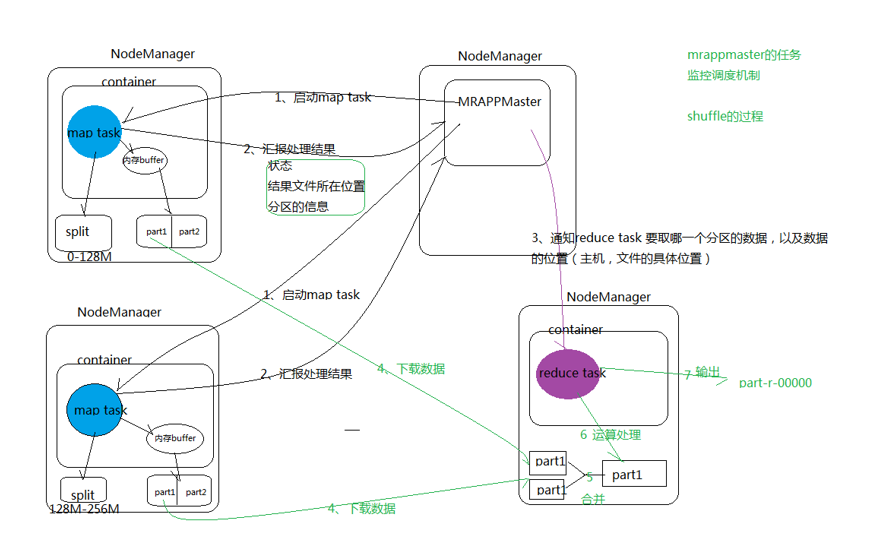 NodeManager
container
map task
内存buffer
split
part1
part2
0-128M
1、启动map task
2、汇报处理结果
状态
结果文件所在位置
分区的信息
NodeManager
MRAPPMaster
mrappmaster的任务
监控调度机制
shuffle的过程
3、通知reduce task 要取哪一个分区的数据，以及数据
的位置（主机，文件的具体位置）
NodeManager
container
map task
内存buffer
split
part1
part2
128M-256M
1、启动map task
2、汇报处理结果
4、下载数据
4、下载数据
NodeManager
container
reduce task
7 输出
part-r-00000
6 运算处理
part1
part1
5
合并
part1